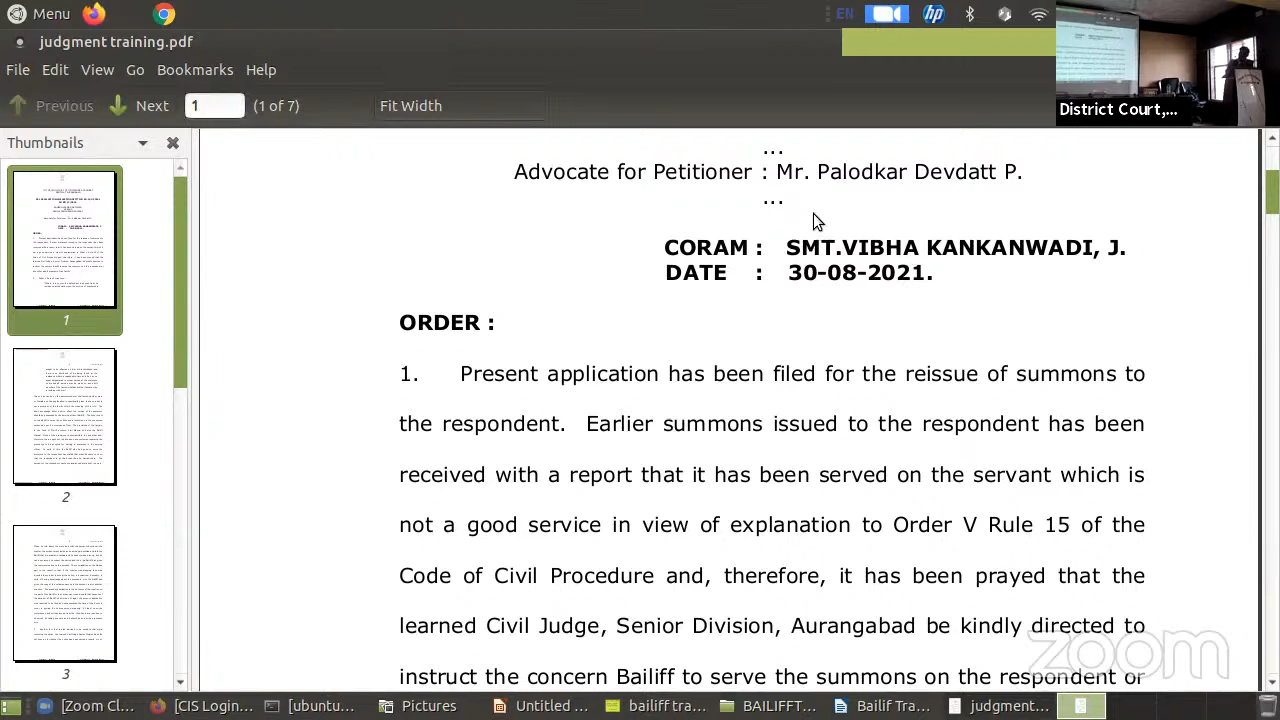 Menu
EN
hp
judgment training.pdf
File Edit View Go Bookmarks Help
Previous Next 1 (1 of 7) Fit Width
District Court,...
Thumbnails
1
2
3
...
Advocate for Petitioner : Mr. Palodkar Devdatt P.
...
CORAM : SMT.VIBHA KANKANWADI, J.
DATE : 30-08-2021.
ORDER :
1. Present application has been filed for the reissue of summons to
the respondent. Earlier summons issued to the respondent has been
received with a report that it has been served on the servant which is
not a good service in view of explanation to Order V Rule 15 of the
Code of Civil Procedure and, therefore, it has been prayed that the
learned Civil Judge, Senior Division, Aurangabad be kindly directed to
instruct the concern Bailiff to serve the summons on the respondent or
zoom
[Zoom Cl... [CIS Login... [ubuntu... Pictures Untitled ... bailiff tra... BAILIFFT... Bailif Tra... judgment...